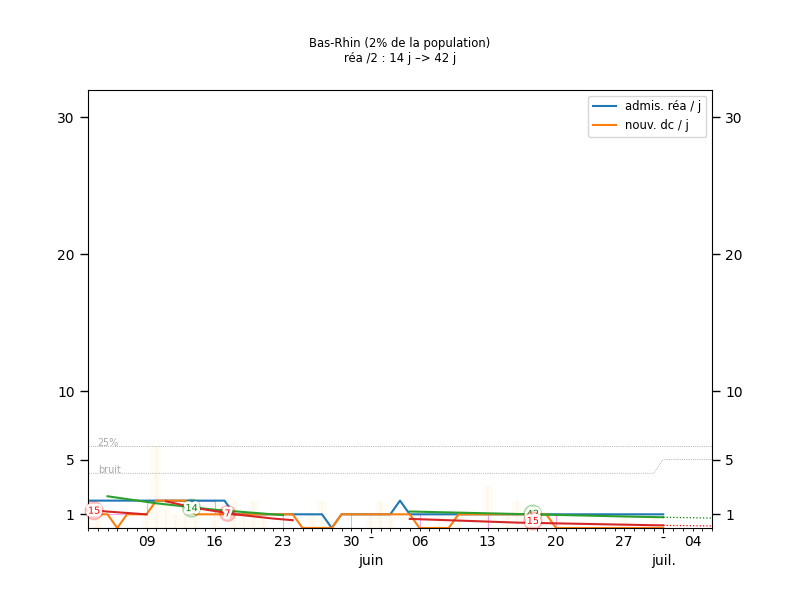 Bas-Rhin (2% de la population)
réa /2 : 14 j –> 42 j
admis. réa / j
nouv. dc / j
30 30
20 20
10 10
25%
5 5
bruit
1 1
15 14 7 15
09 16 23 30 - 06 13 20 27 - 04
juin juil.